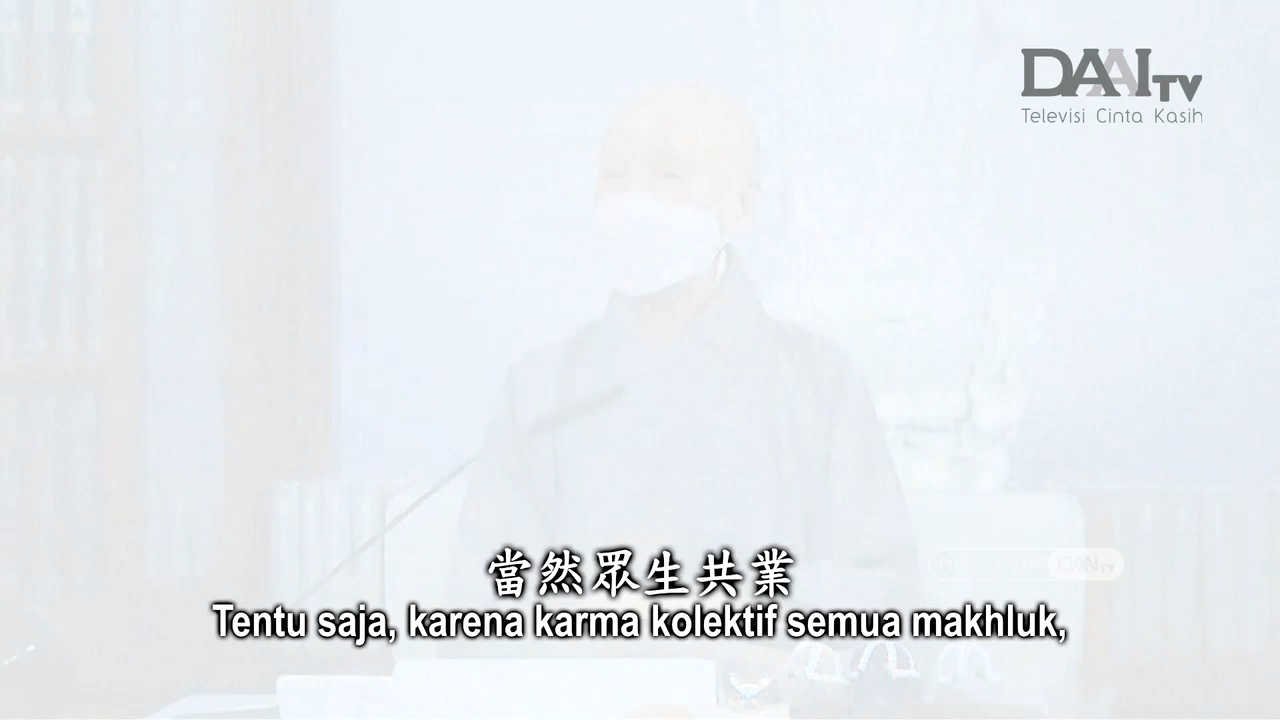 DAAI TV
Televisi Cinta Kasih
當然眾生共業
Tentu saja, karena karma kolektif semua makhluk,